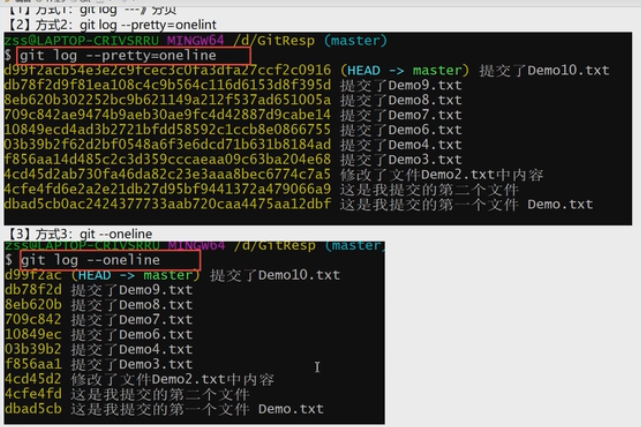 【1】方式1：git log ---》分页
【2】方式2：git log --pretty=onelint
zss@LAPTOP-CRIVSRRU MINGW64 /d/GitResp (master)
$ git log --pretty=oneline
d99f2acb54e3e2c9fcec3c0fa3dfa27ccf2c0916 (HEAD -> master) 提交了Demo10.txt
db78f2d9f81ea108c4c9b564c116d6153d8f395d 提交了Demo9.txt
8eb620b302252bc9b621149a212f537ad651005a 提交了Demo8.txt
709c842ae9474b9aeb30ae9fc4d42887d9cabe14 提交了Demo7.txt
10849ecd4ad3b2721bfdd58592c1ccb8e0866755 提交了Demo6.txt
03b39b2f62d2bf0548a6f3e6dcd71b631b8184ad 提交了Demo4.txt
f856aa14d485c2c3d359cccaeaa09c63ba204e68 提交了Demo3.txt
4cd45d2ab730fa46da82c23e3aaa8bec6774c7a5 修改了文件Demo2.txt中内容
4cfe4fd6e2a2e21db27d95bf9441372a479066a9 这是我提交的第二个文件
dbad5cb0ac2424377733aab720caa4475aa12dbf 这是我提交的第一个文件 Demo.txt
【3】方式3：git --oneline
zss@LAPTOP-CRIVSRRU MINGW64 /d/GitResp (master
$ git log --oneline
d99f2ac (HEAD -> master) 提交了Demo10.txt
db78f2d 提交了Demo9.txt
8eb620b 提交了Demo8.txt
709c842 提交了Demo7.txt
10849ec 提交了Demo6.txt
03b39b2 提交了Demo4.txt
f856aa1 提交了Demo3.txt
4cd45d2 修改了文件Demo2.txt中内容
4cfe4fd 这是我提交的第二个文件
dbad5cb 这是我提交的第一个文件 Demo.txt